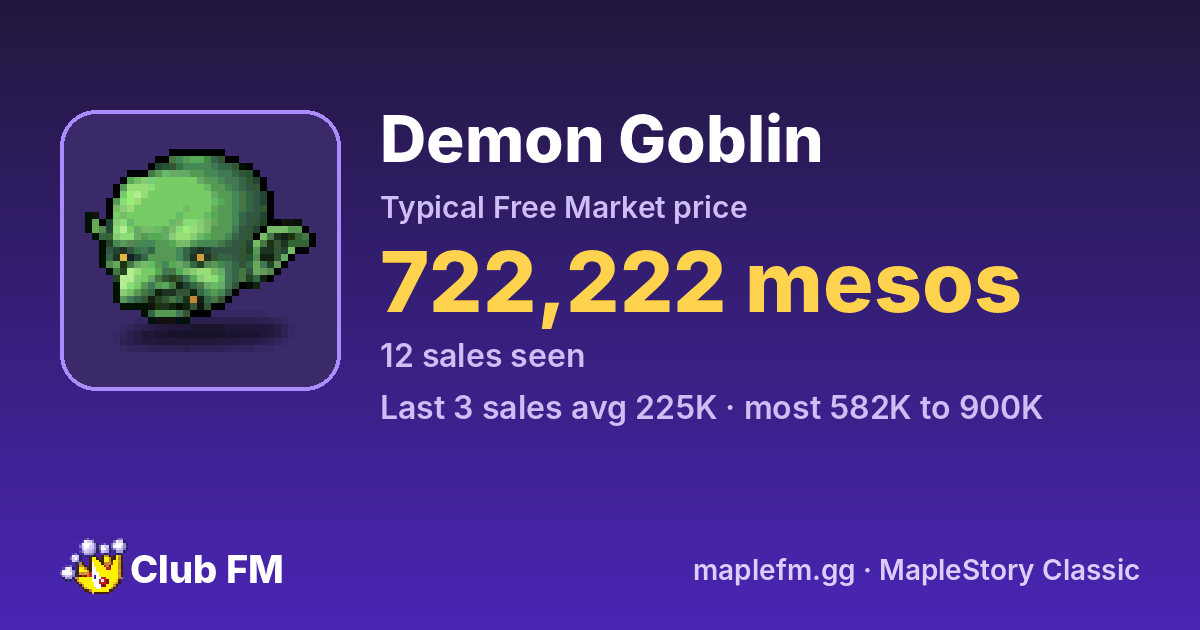 Demon Goblin
Typical Free Market price
722,222 mesos
12 sales seen
Last 3 sales avg 225K · most 582K to 900K
Club FM
maplefm.gg · MapleStory Classic